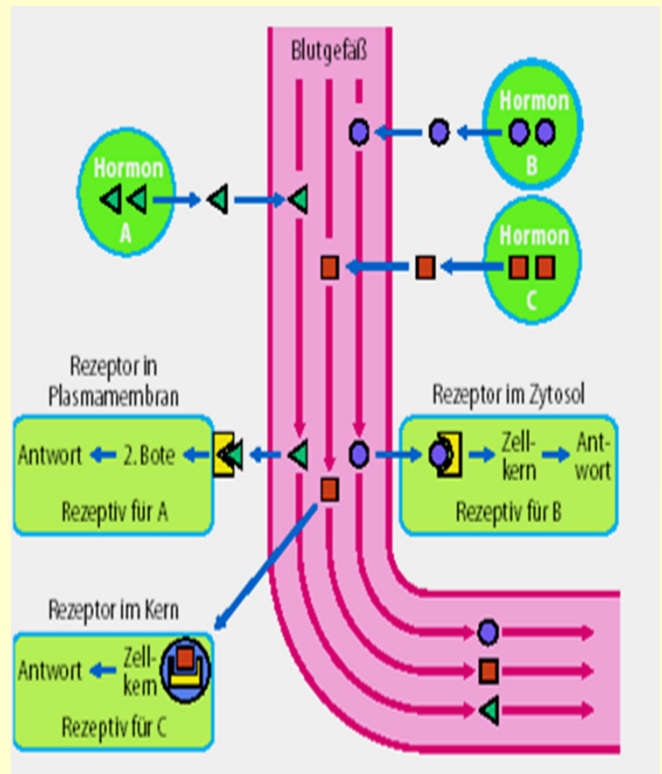 Blutgefäß
Hormon
B
Hormon
A
Hormon
C
Rezeptor in
Plasmamembran
Antwort
2. Bote
Rezeptiv für A
Rezeptor im Zytosol
Zell-
kern
Ant-
wort
Rezeptiv für B
Rezeptor im Kern
Antwort
Zell-
kern
Rezeptiv für C